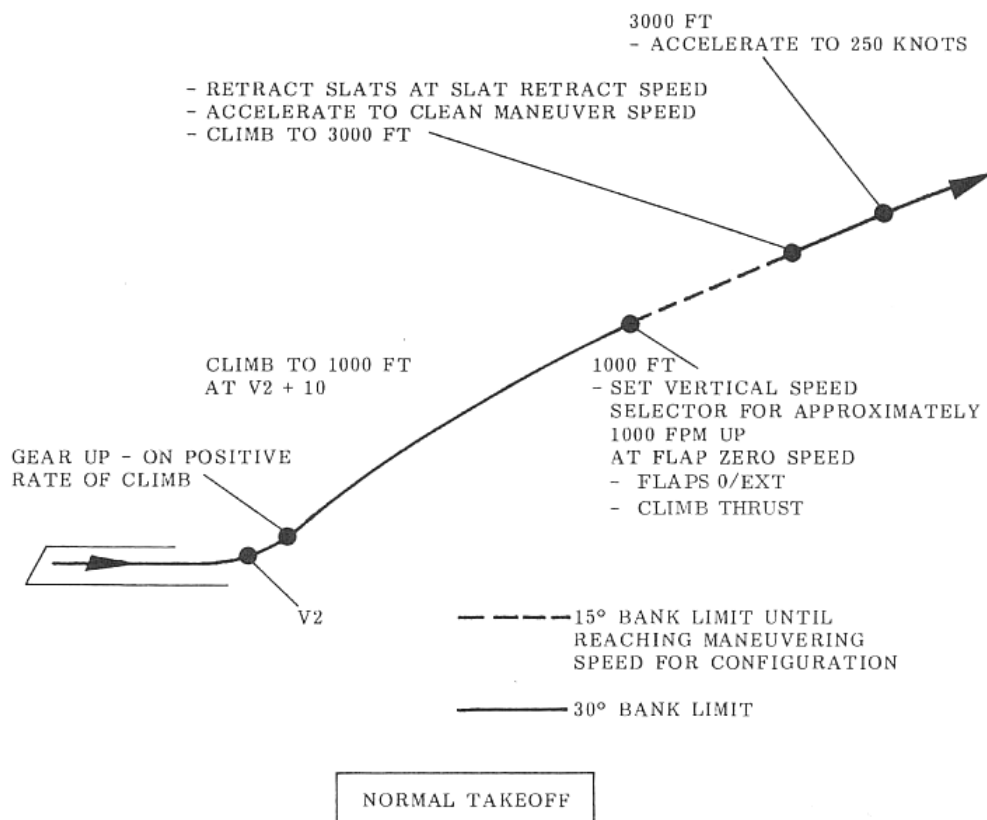 3000 FT
- ACCELERATE TO 250 KNOTS
- RETRACT SLATS AT SLAT RETRACT SPEED
- ACCELERATE TO CLEAN MANEUVER SPEED
- CLIMB TO 3000 FT
CLIMB TO 1000 FT
AT V2 + 10
1000 FT
- SET VERTICAL SPEED
SELECTOR FOR APPROXIMATELY
1000 FPM UP
AT FLAP ZERO SPEED
- FLAPS 0/EXT
- CLIMB THRUST
GEAR UP - ON POSITIVE
RATE OF CLIMB
V2
15° BANK LIMIT UNTIL
REACHING MANEUVERING
SPEED FOR CONFIGURATION
30° BANK LIMIT
NORMAL TAKEOFF